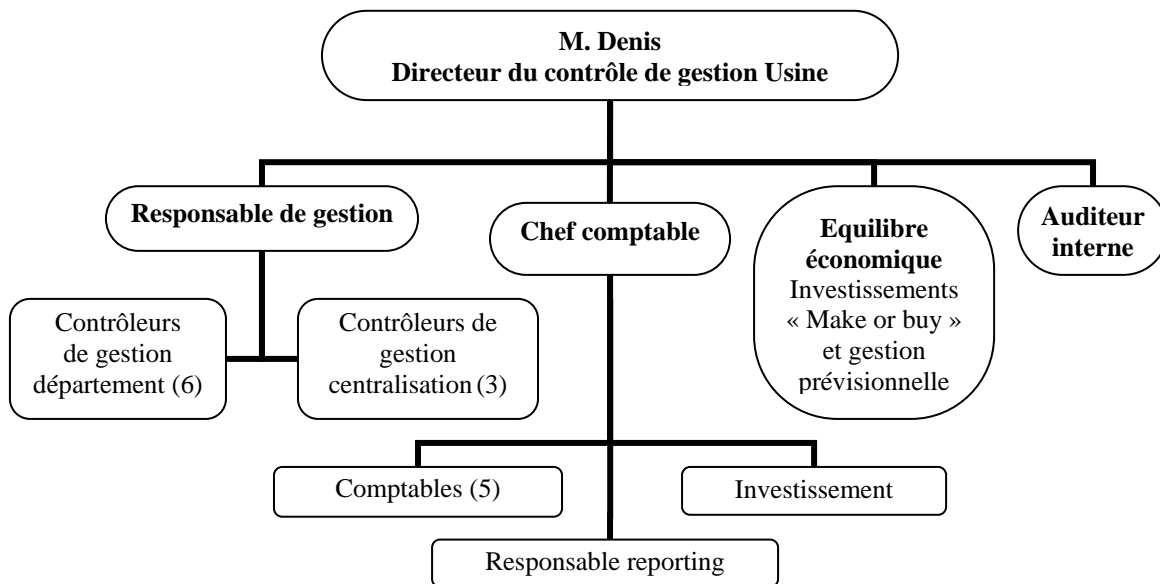 M. Denis
Directeur du contrôle de gestion Usine
Responsable de gestion
Chef comptable
Equilibre
économique
Investissements
« Make or buy »
et gestion
prévisionnelle
Auditeur
interne
Contrôleurs
de gestion
département (6)
Contrôleurs de
gestion
centralisation (3)
Comptables (5)
Investissement
Responsable reporting